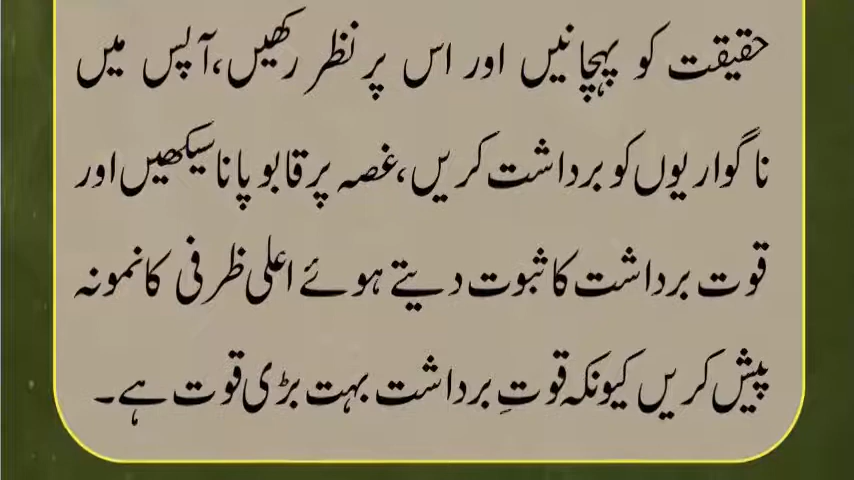 حقیقت کو پہچانیں اور اس پر نظر رکھیں، آپس میں
ناگواریوں کو برداشت کریں، غصہ پر قابو پانا سیکھیں اور
قوت برداشت کا ثبوت دیتے ہوئے اعلی ظرفی کا نمونہ
پیش کریں کیونکہ قوتِ برداشت بہت بڑی قوت ہے۔